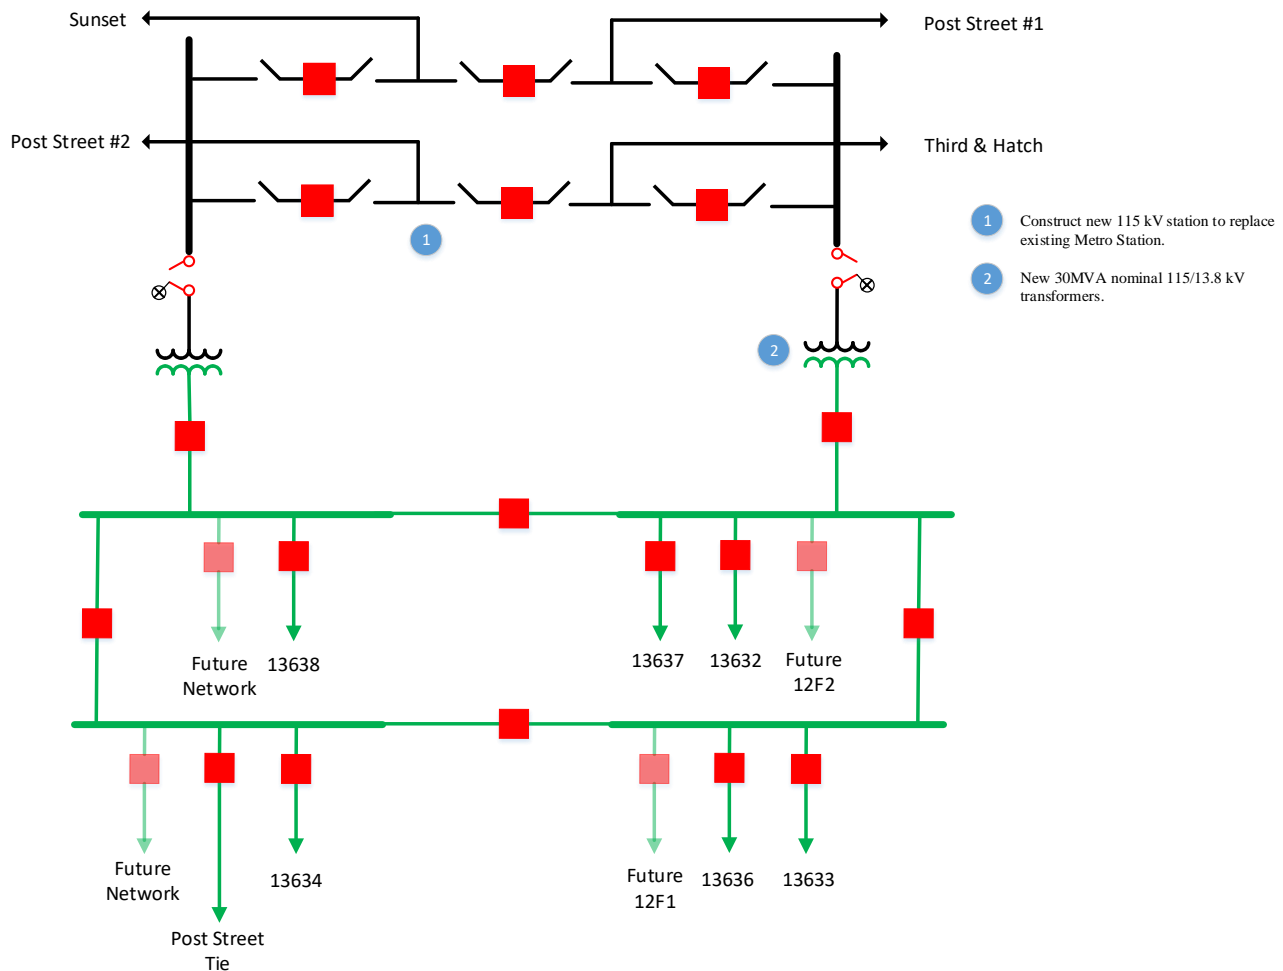 Sunset
Post Street #1
Post Street #2
Third & Hatch
1
1 Construct new 115 kV station to replace
existing Metro Station.
2 New 30MVA nominal 115/13.8 kV
transformers.
2
Future
Network
13638
13637
13632
Future
12F2
Future
Network
Post Street
Tie
13634
Future
12F1
13636
13633